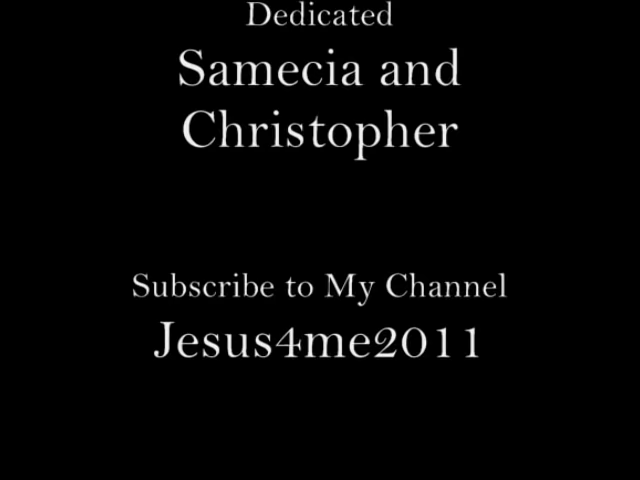 Dedicated
Samecia and
Christopher
Subscribe to My Channel
Jesus4me2011